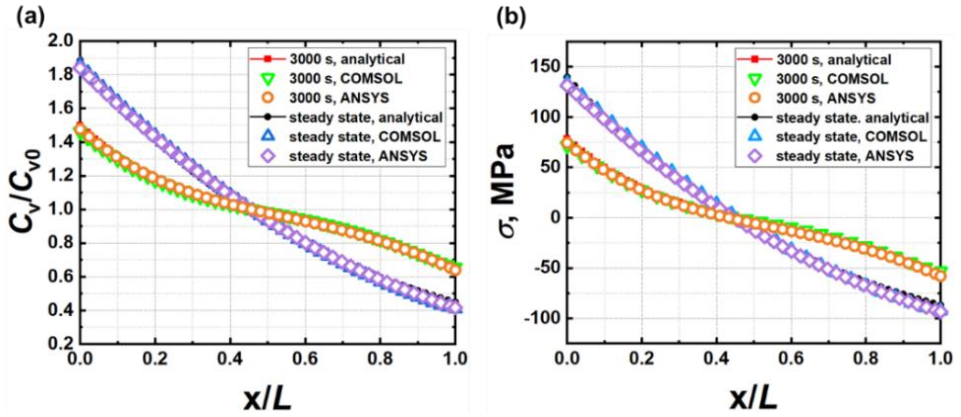 (a)
3000 s, analytical
3000 s, COMSOL
3000 s, ANSYS
steady state, analytical
steady state, COMSOL
steady state, ANSYS
Cv/Cv0
2.0
1.8
1.6
1.4
1.2
1.0
0.8
0.6
0.4
0.2
0.0 0.2 0.4 0.6 0.8 1.0
x/L
(b)
3000 s, analytical
3000 s, COMSOL
3000 s, ANSYS
steady state. analytical
steady state, COMSOL
steady state, ANSYS
σ, MPa
150
100
50
0
-50
-100
0.0 0.2 0.4 0.6 0.8 1.0
x/L